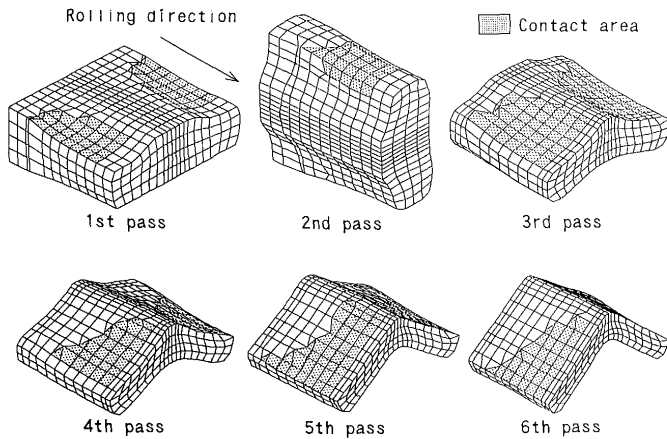 Rolling direction
Contact area
1st pass
2nd pass
3rd pass
4th pass
5th pass
6th pass